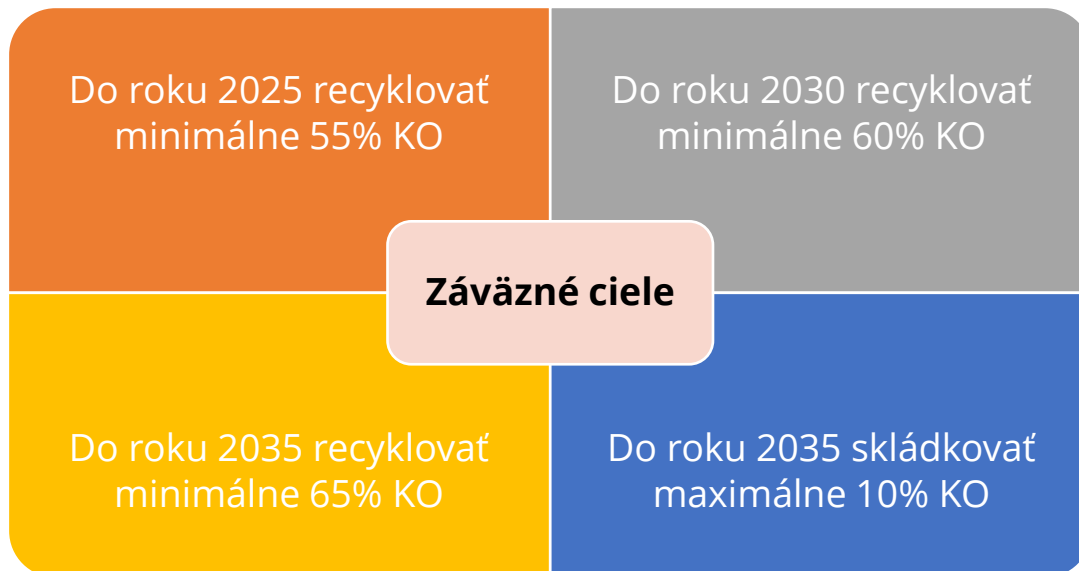 Do roku 2025 recyklovať
minimálne 55% KO
Do roku 2030 recyklovať
minimálne 60% KO
Záväzné ciele
Do roku 2035 recyklovať
minimálne 65% KO
Do roku 2035 skládkovať
maximálne 10% KO